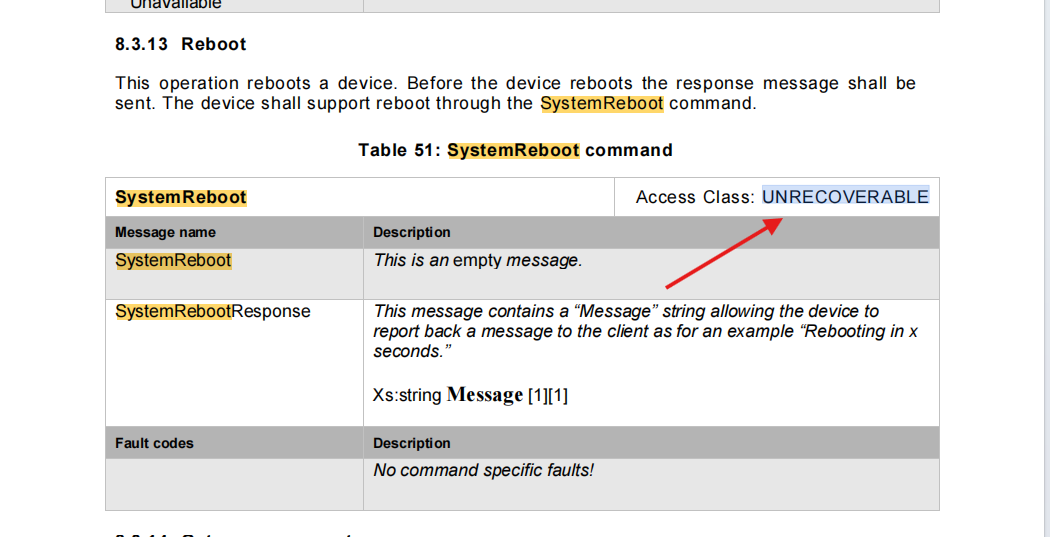 Unavailable
8.3.13 Reboot
This operation reboots a device. Before the device reboots the response message shall be
sent. The device shall support reboot through the SystemReboot command.
Table 51: SystemReboot command
SystemReboot Access Class: UNRECOVERABLE
Message name Description
SystemReboot This is an empty message.
SystemRebootResponse This message contains a “Message” string allowing the device to
report back a message to the client as for an example “Rebooting in x
seconds.”
Xs:string Message [1][1]
Fault codes Description
No command specific faults!